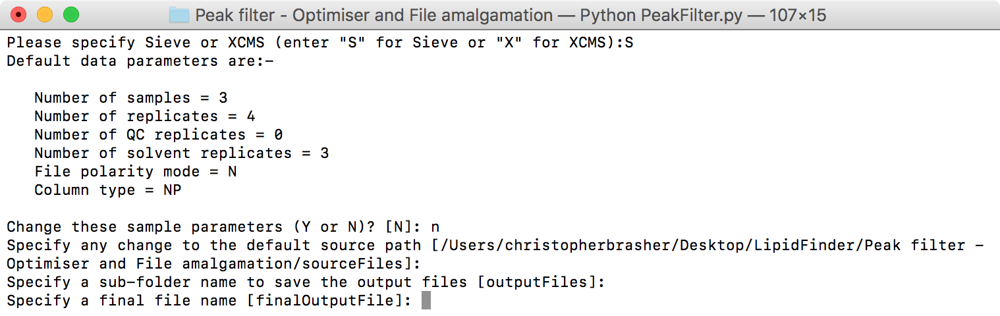 Peak filter - Optimiser and File amalgamation — Python PeakFilter.py — 107×15
Please specify Sieve or XCMS (enter "S" for Sieve or "X" for XCMS):S
Default data parameters are:-
Number of samples = 3
Number of replicates = 4
Number of QC replicates = 0
Number of solvent replicates = 3
File polarity mode = N
Column type = NP
Change these sample parameters (Y or N)? [N]: n
Specify any change to the default source path [/Users/christopherbrasher/Desktop/LipidFinder/Peak filter -
Optimiser and File amalgamation/sourceFiles]:
Specify a sub-folder name to save the output files [outputFiles]:
Specify a final file name [finalOutputFile]: